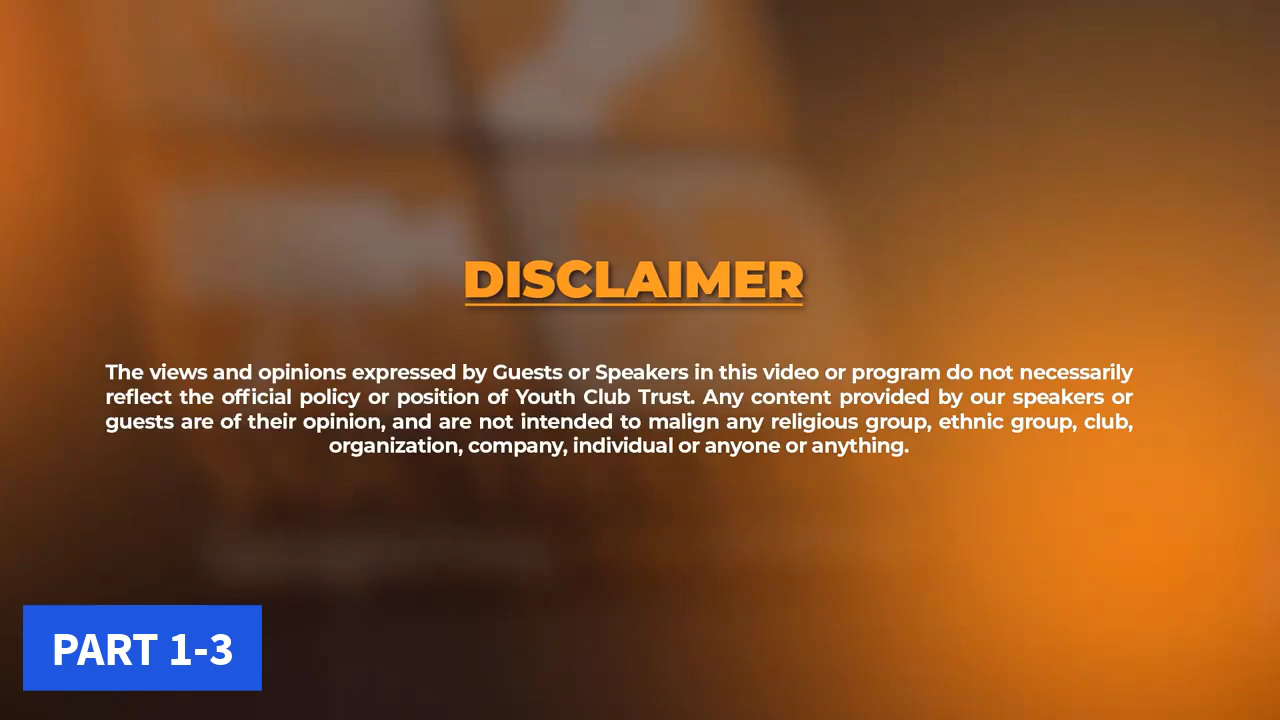 DISCLAIMER
The views and opinions expressed by Guests or Speakers in this video or program do not necessarily
reflect the official policy or position of Youth Club Trust. Any content provided by our speakers or
guests are of their opinion, and are not intended to malign any religious group, ethnic group, club,
organization, company, individual or anyone or anything.
PART 1-3